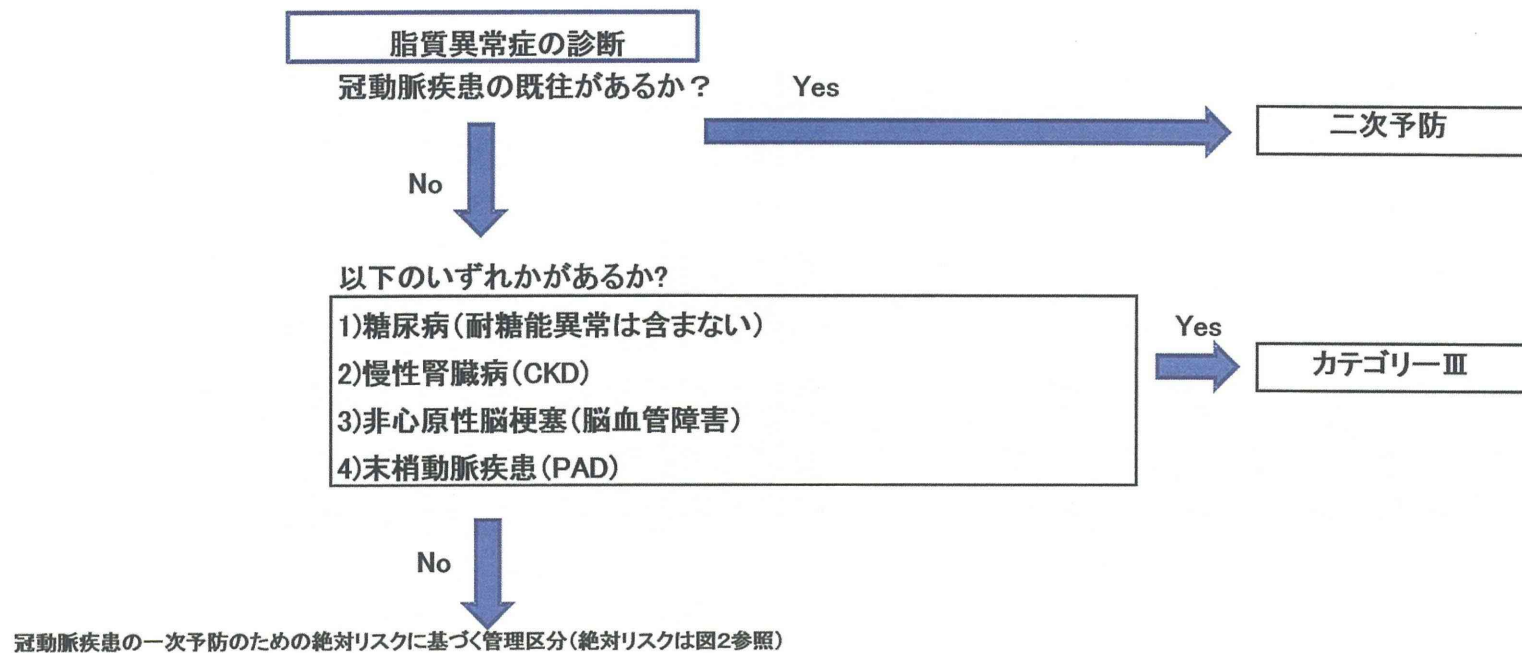 脂質異常症の診断
冠動脈疾患の既往があるか？
Yes
二次予防
No
以下のいずれかがあるか?
1)糖尿病(耐糖能異常は含まない)
2)慢性腎臓病(CKD)
3)非心原性脳梗塞(脳血管障害)
4)末梢動脈疾患(PAD)
Yes
カテゴリーⅢ
No
冠動脈疾患の一次予防のための絶対リスクに基づく管理区分(絶対リスクは図2参照)